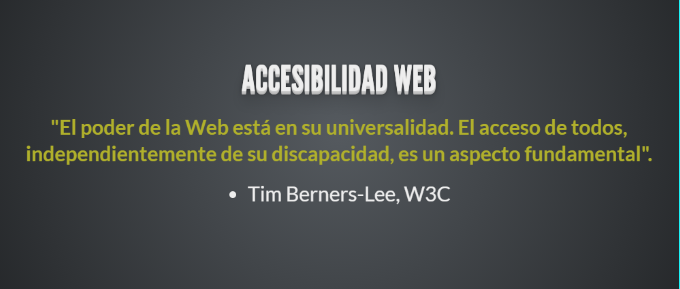 ACCESIBILIDAD WEB
"El poder de la Web está en su universalidad. El acceso de todos,
independientemente de su discapacidad, es un aspecto fundamental".
• Tim Berners-Lee, W3C